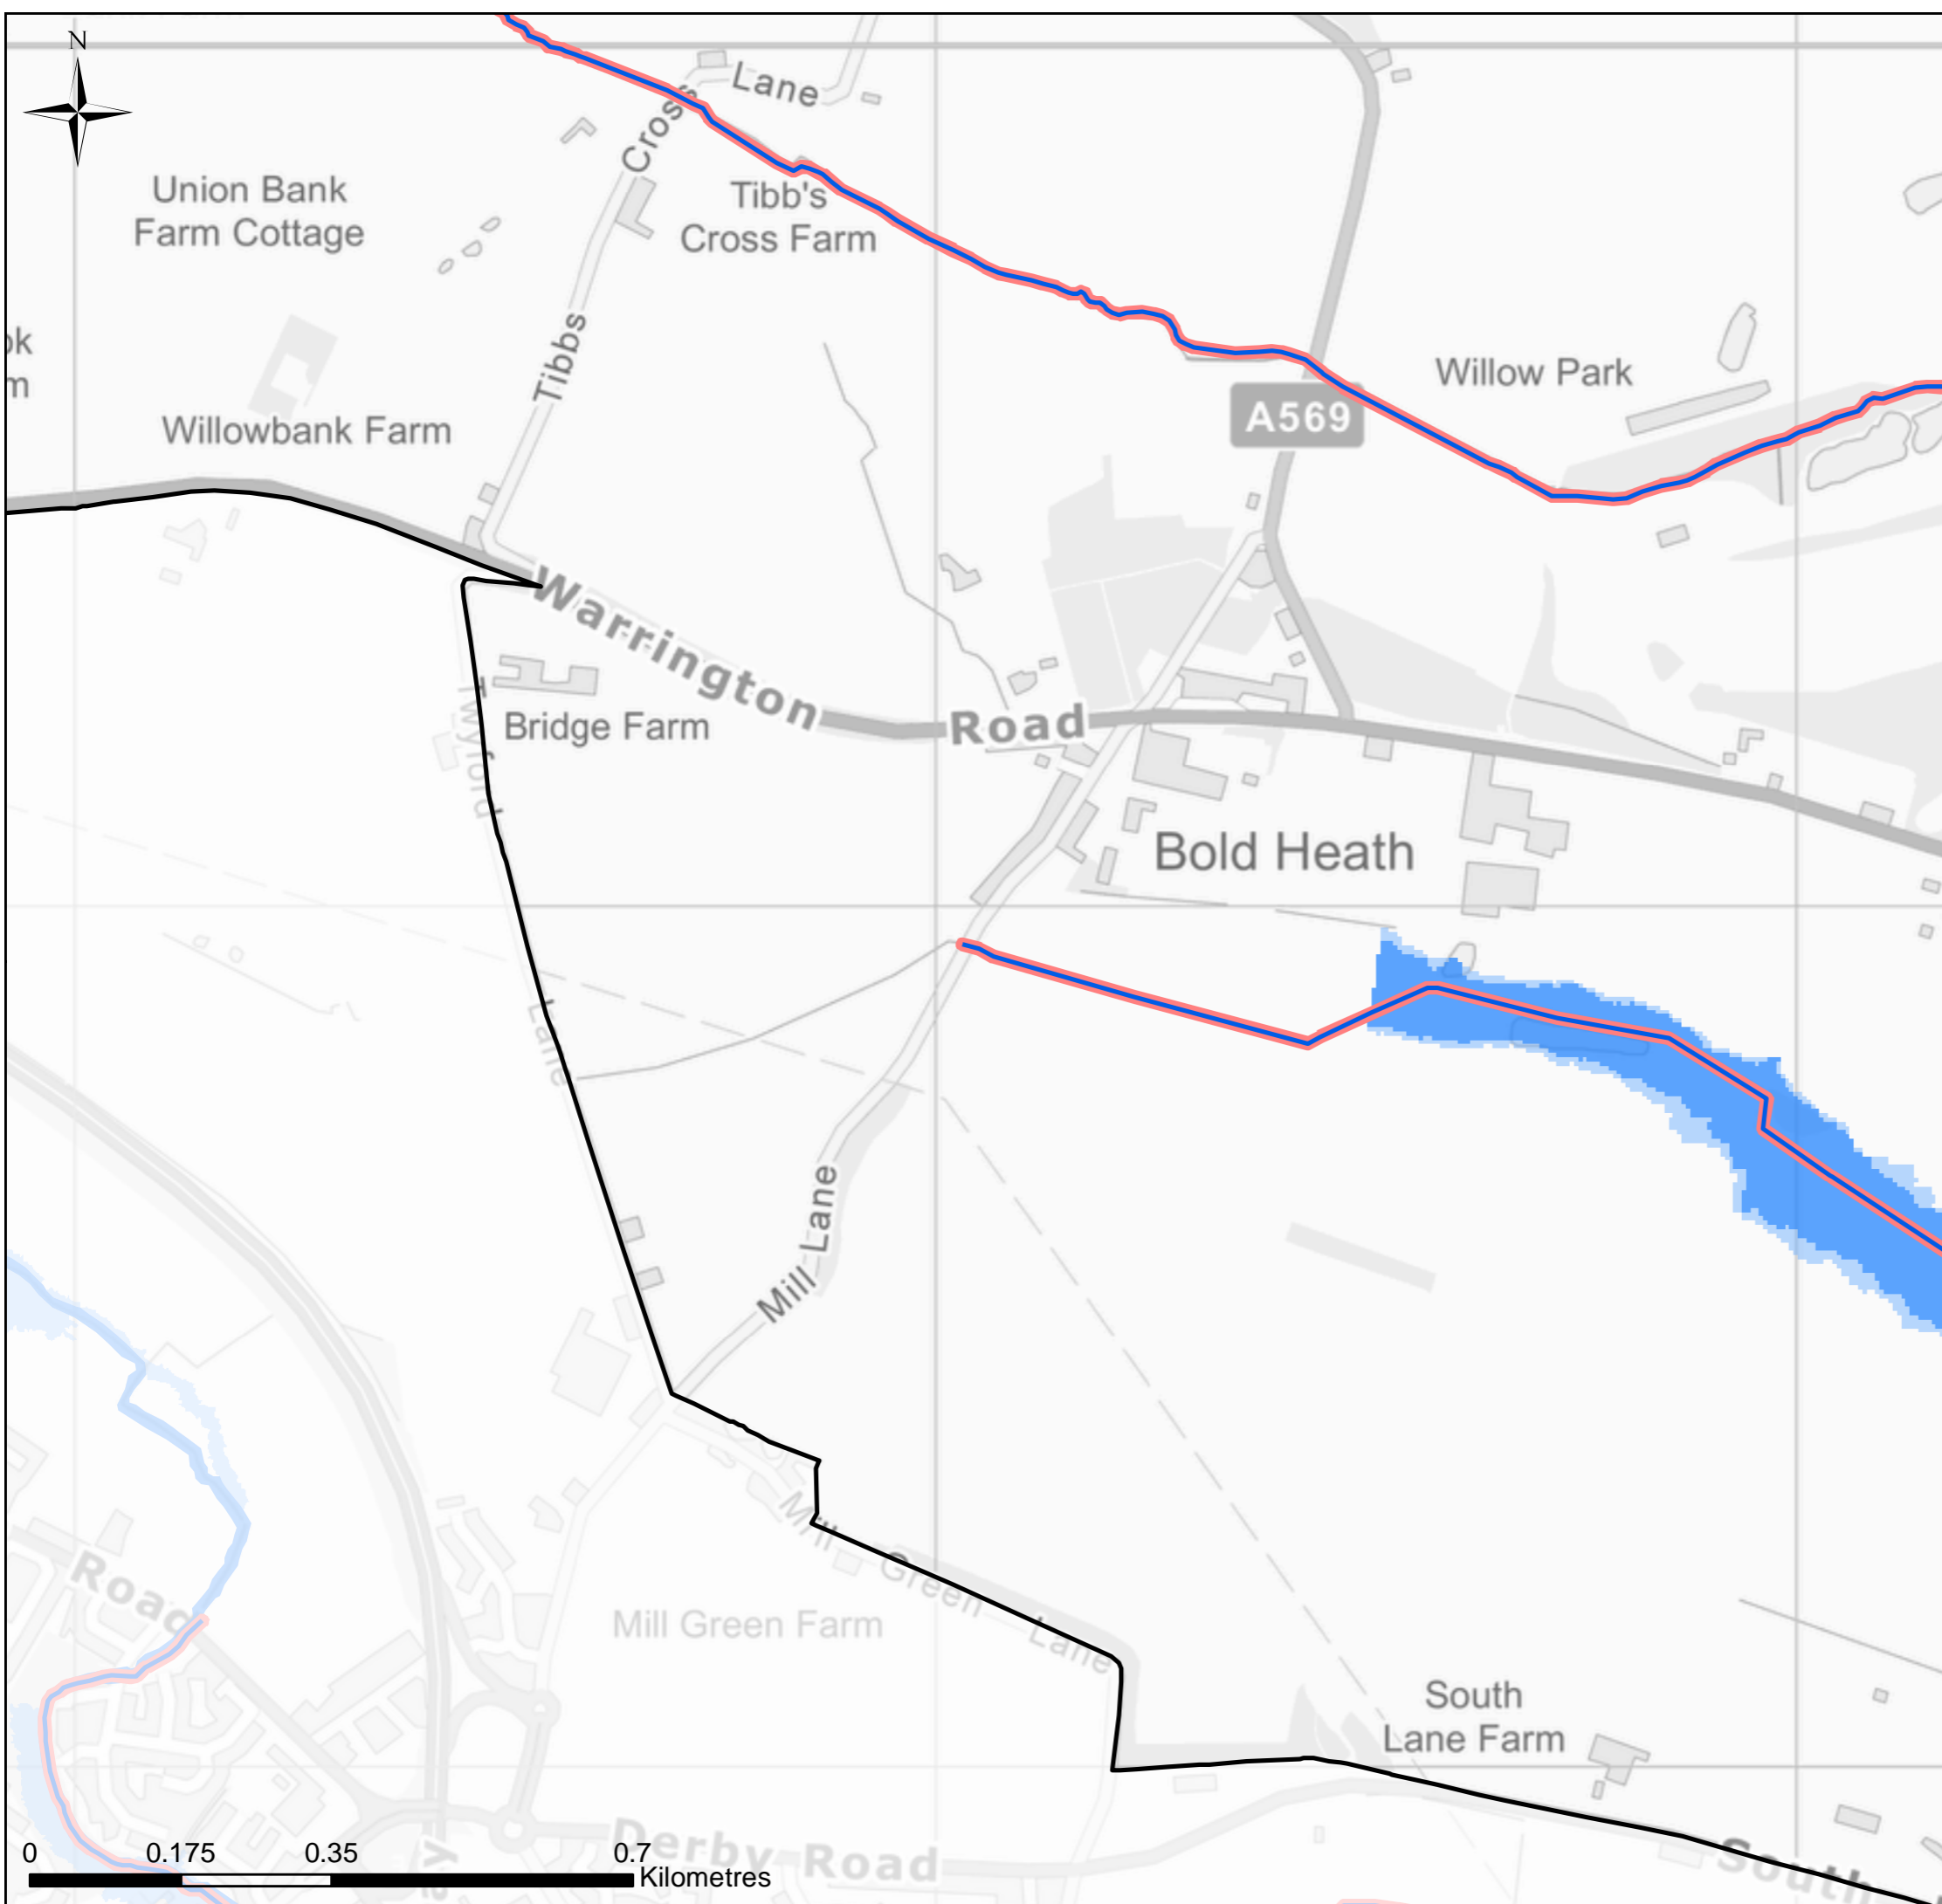 N
Lane
Cross
Union Bank
Farm Cottage
Tibb's
Cross Farm
Tibbs
Willow Park
A569
Willowbank Farm
Warrington
Road
Twyford
Bridge Farm
Bold Heath
Lane
Mill Lane
Mill Green Lane
Road
Mill Green Farm
South
Lane Farm
Derby Road
South
0 0.175 0.35 0.7
Kilometres